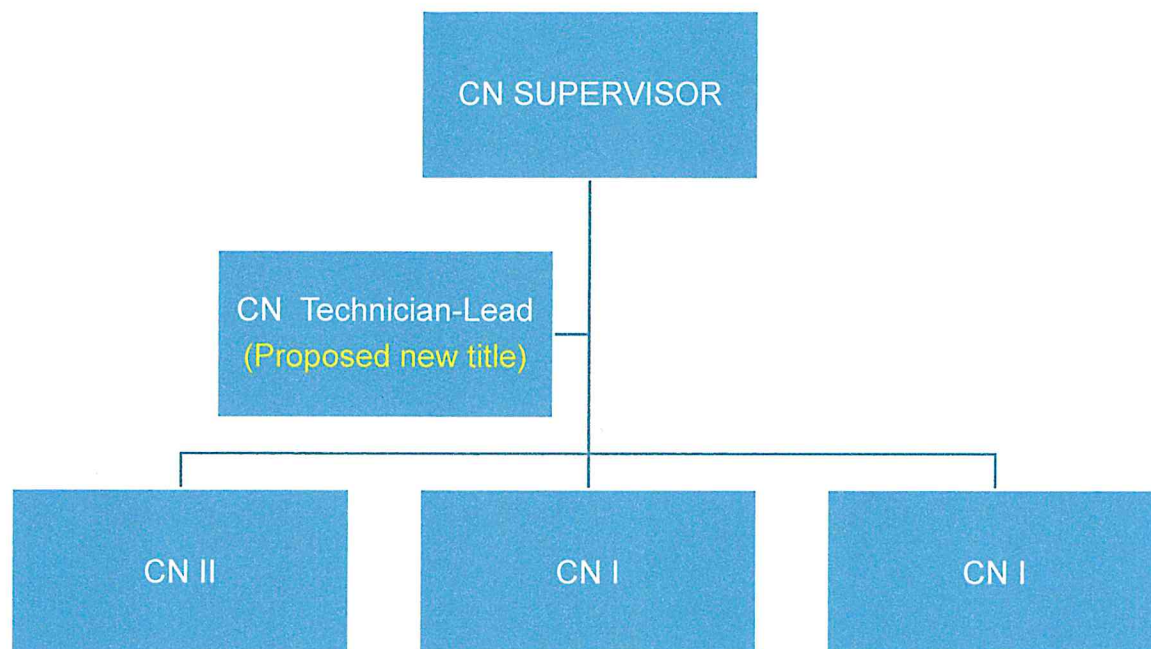 CN SUPERVISOR
CN Technician-Lead
(Proposed new title)
CN II
CN I
CN I